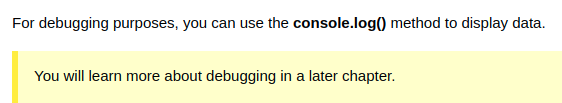 For debugging purposes, you can use the console.log() method to display data.
You will learn more about debugging in a later chapter.